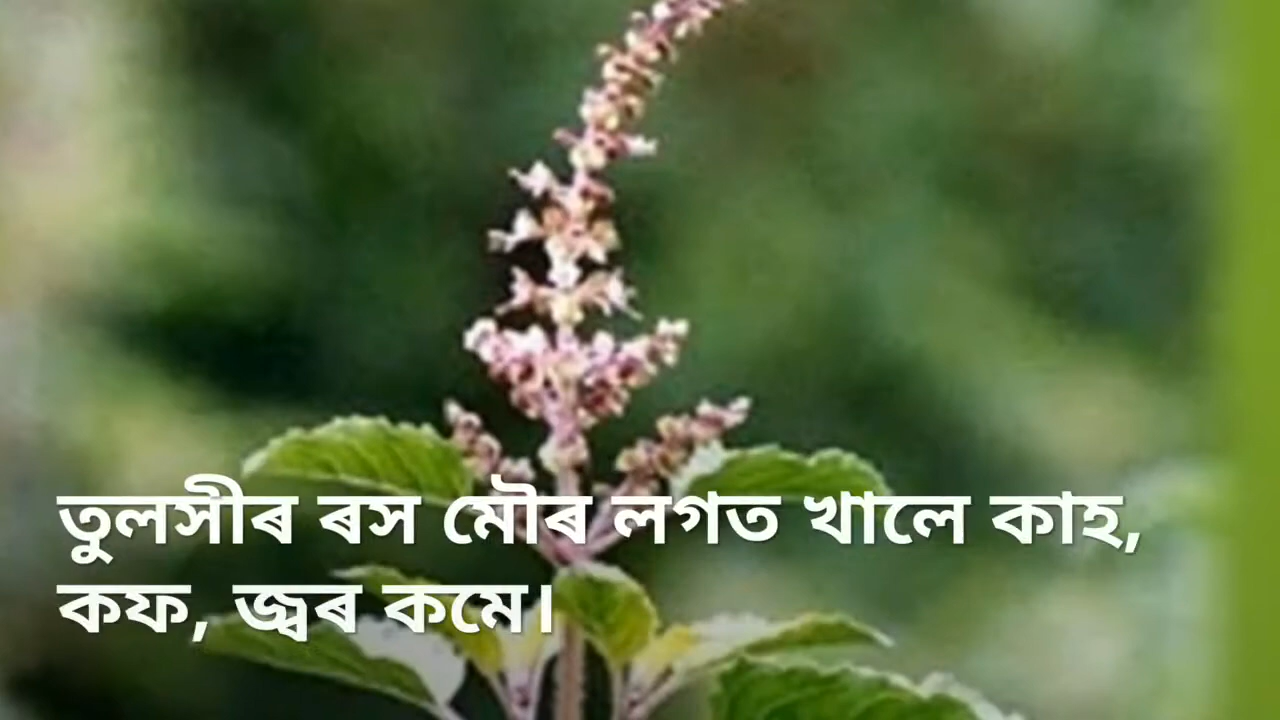 তুলসীৰ ৰস মৌৰ লগত খালে কাহ,
কফ, জ্বৰ কমে।